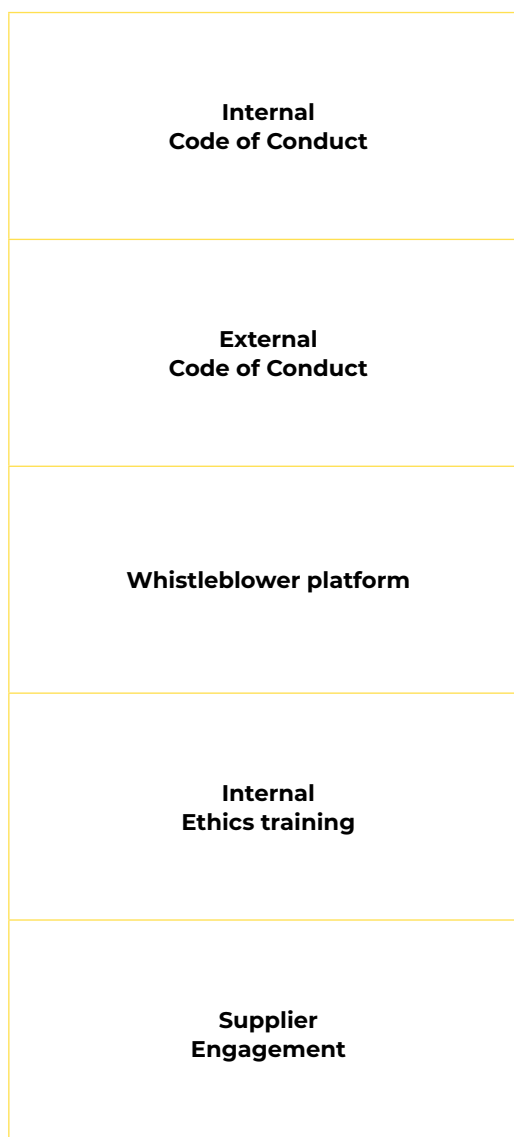 Internal
Code of Conduct
External
Code of Conduct
Whistleblower platform
Internal
Ethics training
Supplier
Engagement